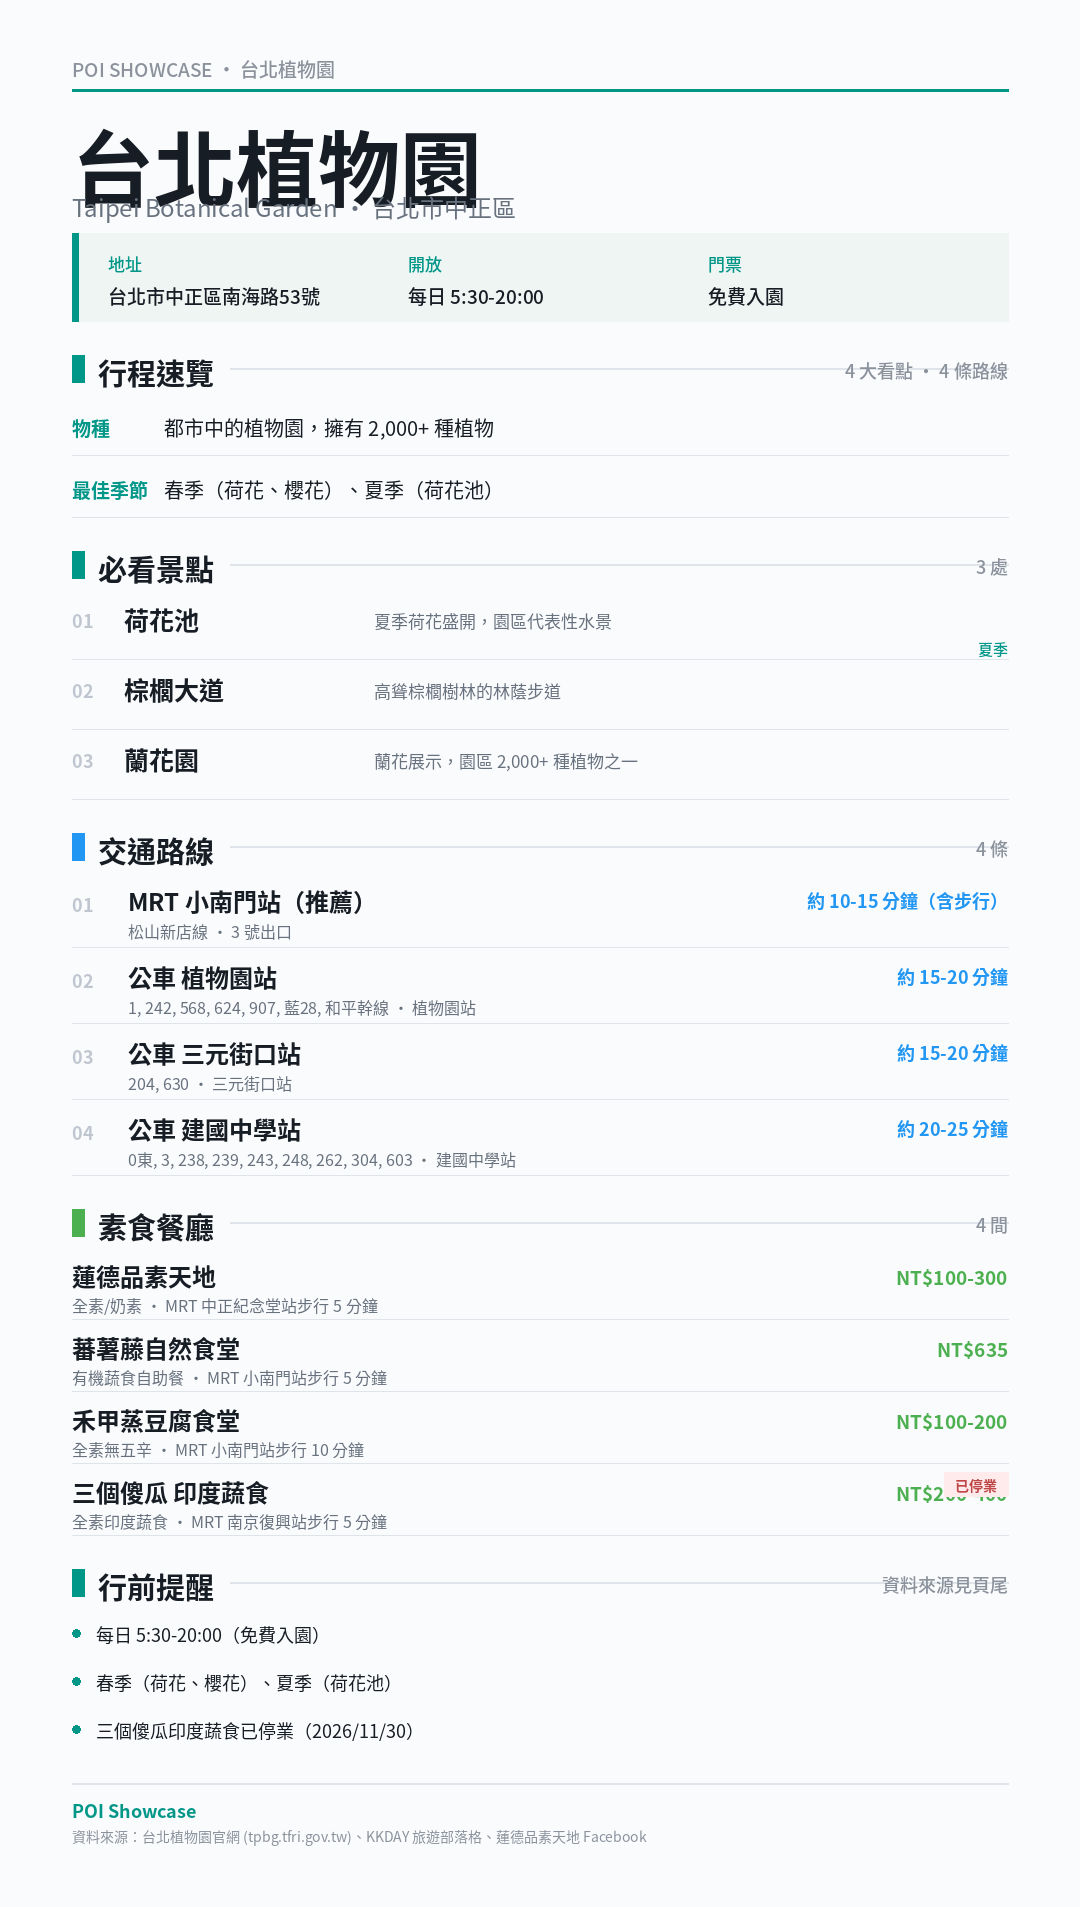 POI SHOWCASE · 台北植物園
台北植物園
Taipei Botanical Garden · 台北市中正區
地址 開放 門票
台北市中正區南海路53號 每日 5:30-20:00 免費入園
行程速覽 4 大看點 · 4 條路線
物種 都市中的植物園，擁有 2,000+ 種植物
最佳季節 春季（荷花、櫻花）、夏季（荷花池）
必看景點 3 處
01 荷花池 夏季荷花盛開，園區代表性水景
夏季
02 棕櫚大道 高聳棕櫚樹林的林蔭步道
03 蘭花園 蘭花展示，園區 2,000+ 種植物之一
交通路線 4 條
01 MRT 小南門站（推薦） 約 10-15 分鐘（含步行）
松山新店線 · 3 號出口
02 公車 植物園站 約 15-20 分鐘
1, 242, 568, 624, 907, 藍28, 和平幹線 · 植物園站
03 公車 三元街口站 約 15-20 分鐘
204, 630 · 三元街口站
04 公車 建國中學站 約 20-25 分鐘
0東, 3, 238, 239, 243, 248, 262, 304, 603 · 建國中學站
素食餐廳 4 間
蓮德品素天地 NT$100-300
全素/奶素 · MRT 中正紀念堂站步行 5 分鐘
蕃薯藤自然食堂 NT$635
有機蔬食自助餐 · MRT 小南門站步行 5 分鐘
禾甲蒸豆腐食堂 NT$100-200
全素無五辛 · MRT 小南門站步行 10 分鐘
已停業
三個傻瓜 印度蔬食
全素印度蔬食 · MRT 南京復興站步行 5 分鐘
行前提醒 資料來源見頁尾
每日 5:30-20:00（免費入園）
春季（荷花、櫻花）、夏季（荷花池）
三個傻瓜印度蔬食已停業（2026/11/30）
POI Showcase
資料來源：台北植物園官網 (tpbg.tfri.gov.tw)、KKDAY 旅遊部落格、蓮德品素天地 Facebook